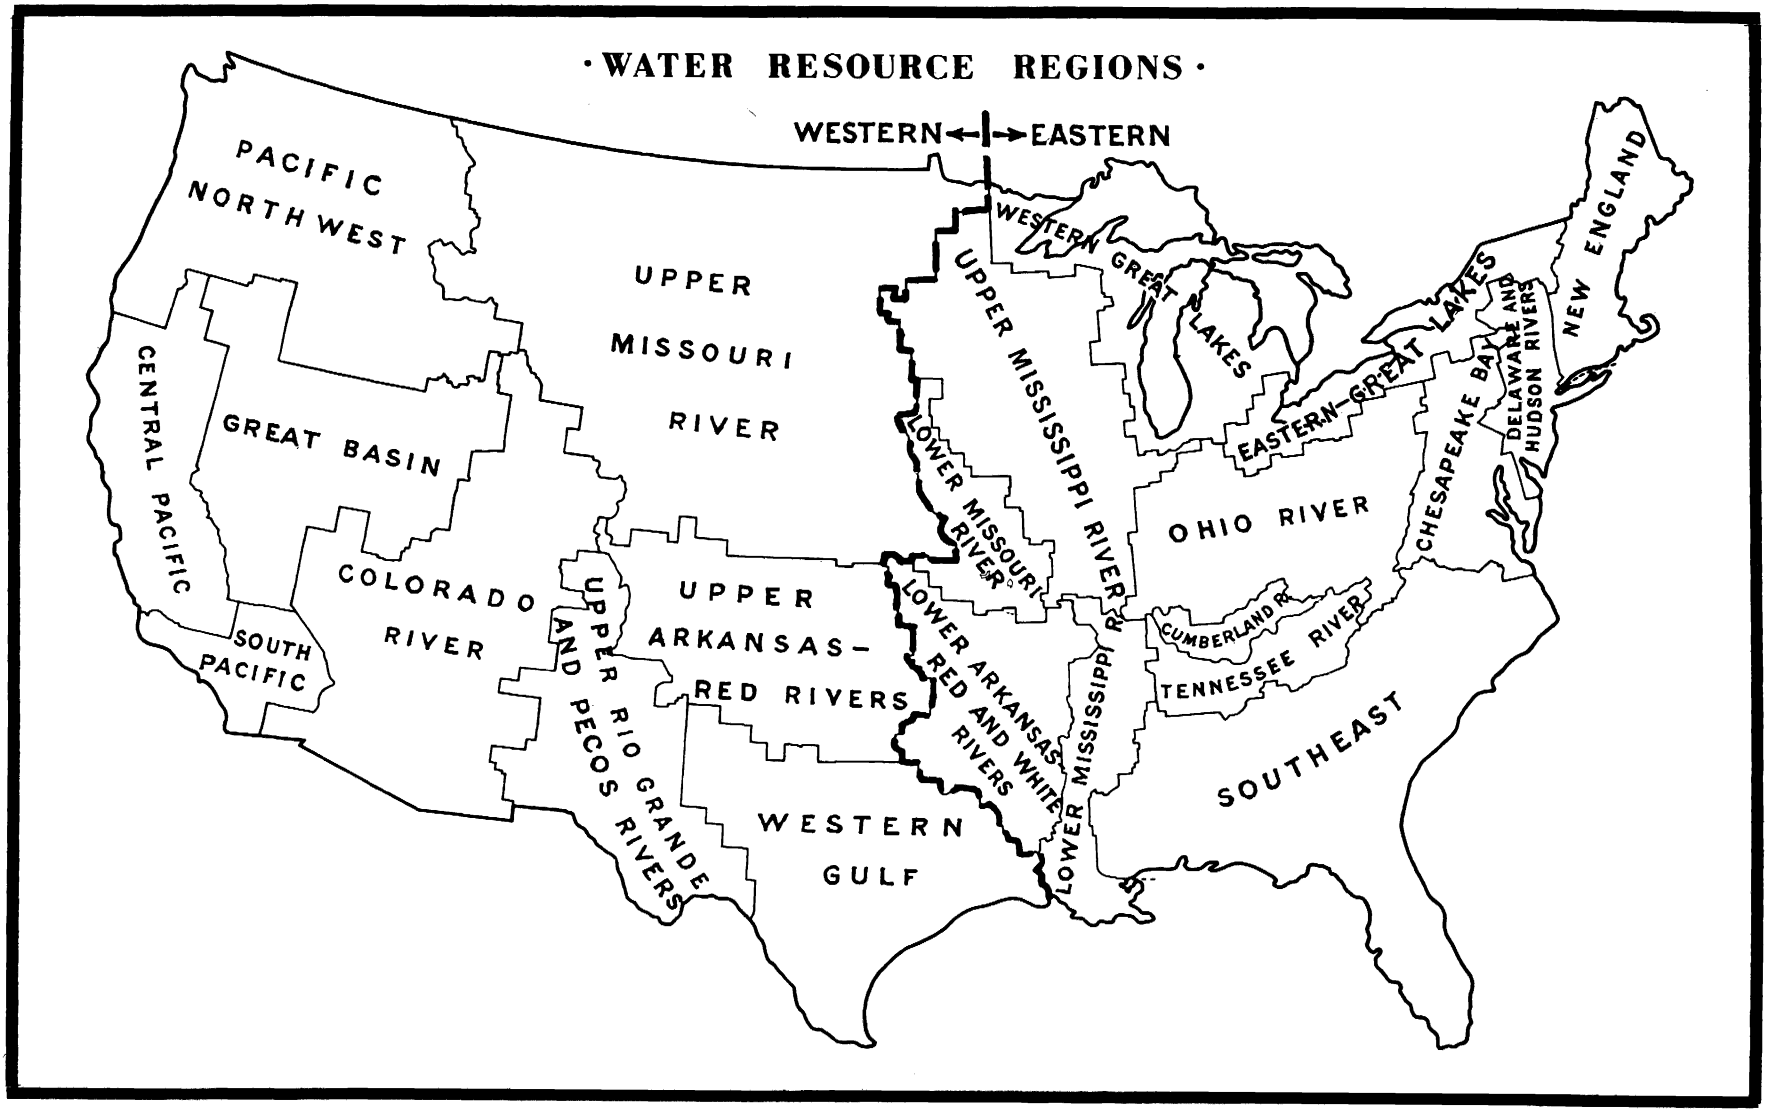 · WATER RESOURCE REGIONS ·
WESTERN ←|→ EASTERN
PACIFIC
NORTHWEST
UPPER
MISSOURI
RIVER
CENTRAL PACIFIC
GREAT BASIN
COLORADO
RIVER
SOUTH
PACIFIC
UPPER RIO GRANDE
AND PECOS RIVERS
UPPER
ARKANSAS-
RED RIVERS
WESTERN
GULF
UPPER MISSISSIPPI RIVER
LOWER MISSOURI
RIVER
LOWER ARKANSAS
RED AND WHITE
RIVERS
LOWER MISSISSIPPI R.
WESTERN GREAT LAKES
EASTERN-GREAT LAKES
OHIO RIVER
CUMBERLAND R.
TENNESSEE RIVER
SOUTHEAST
CHESAPEAKE BAY
DELAWARE AND
HUDSON RIVERS
NEW ENGLAND